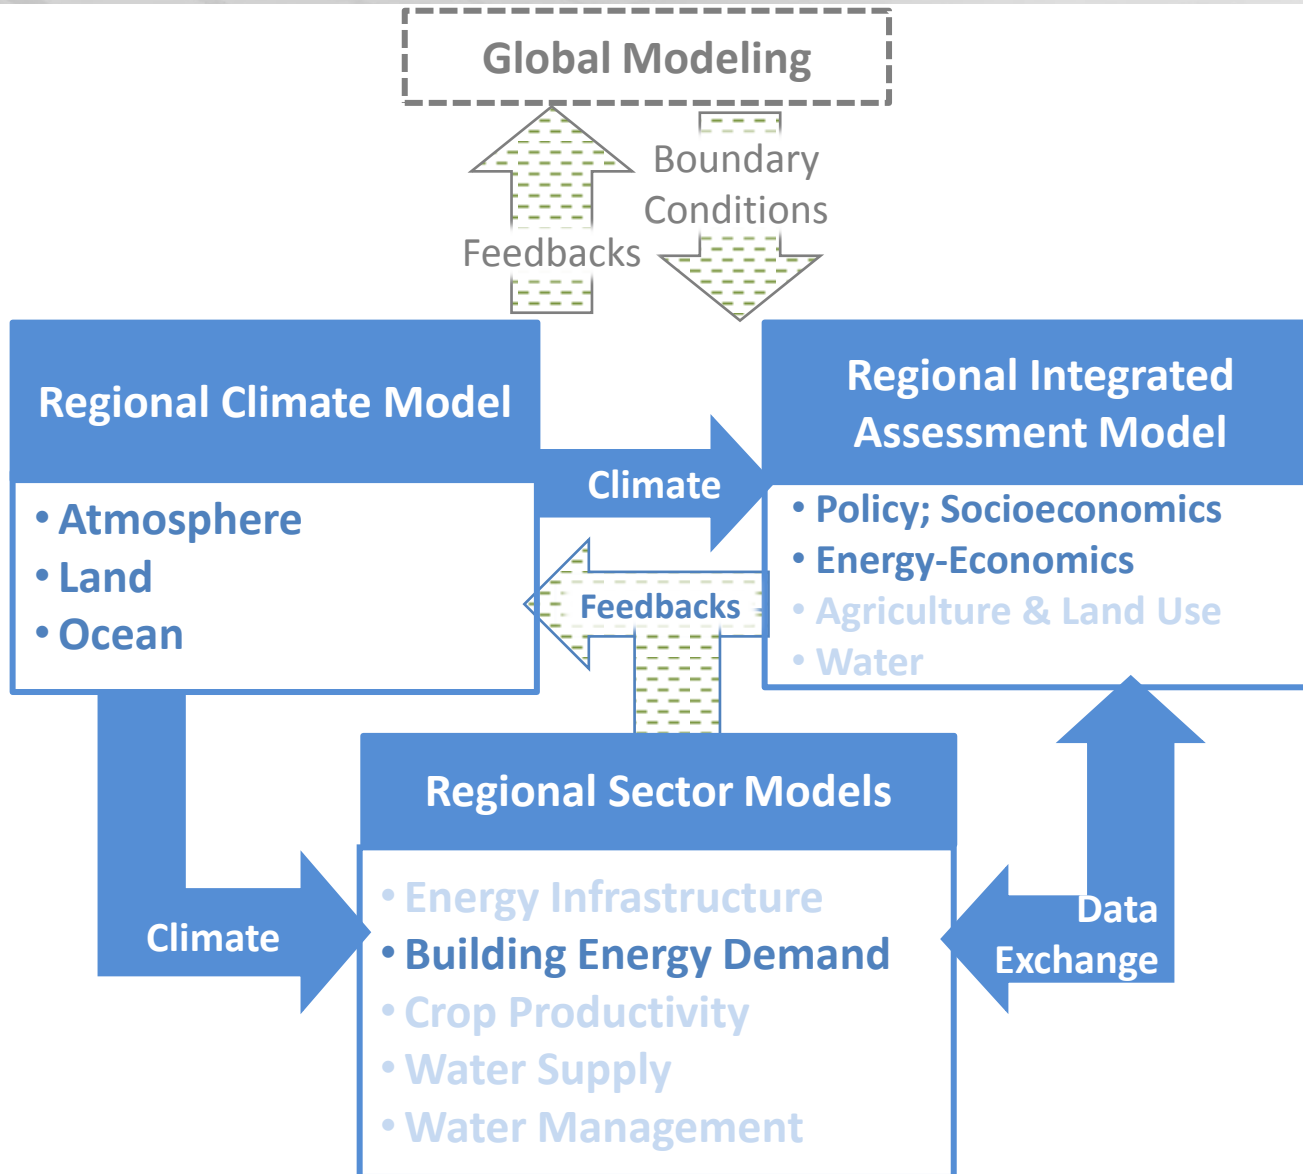 Global Modeling
Feedbacks
Boundary
Conditions
Regional Climate Model
• Atmosphere
• Land
• Ocean
Climate
Feedbacks
Regional Integrated
Assessment Model
• Policy; Socioeconomics
• Energy-Economics
• Agriculture & Land Use
• Water
Climate
Regional Sector Models
• Energy Infrastructure
• Building Energy Demand
• Crop Productivity
• Water Supply
• Water Management
Data
Exchange